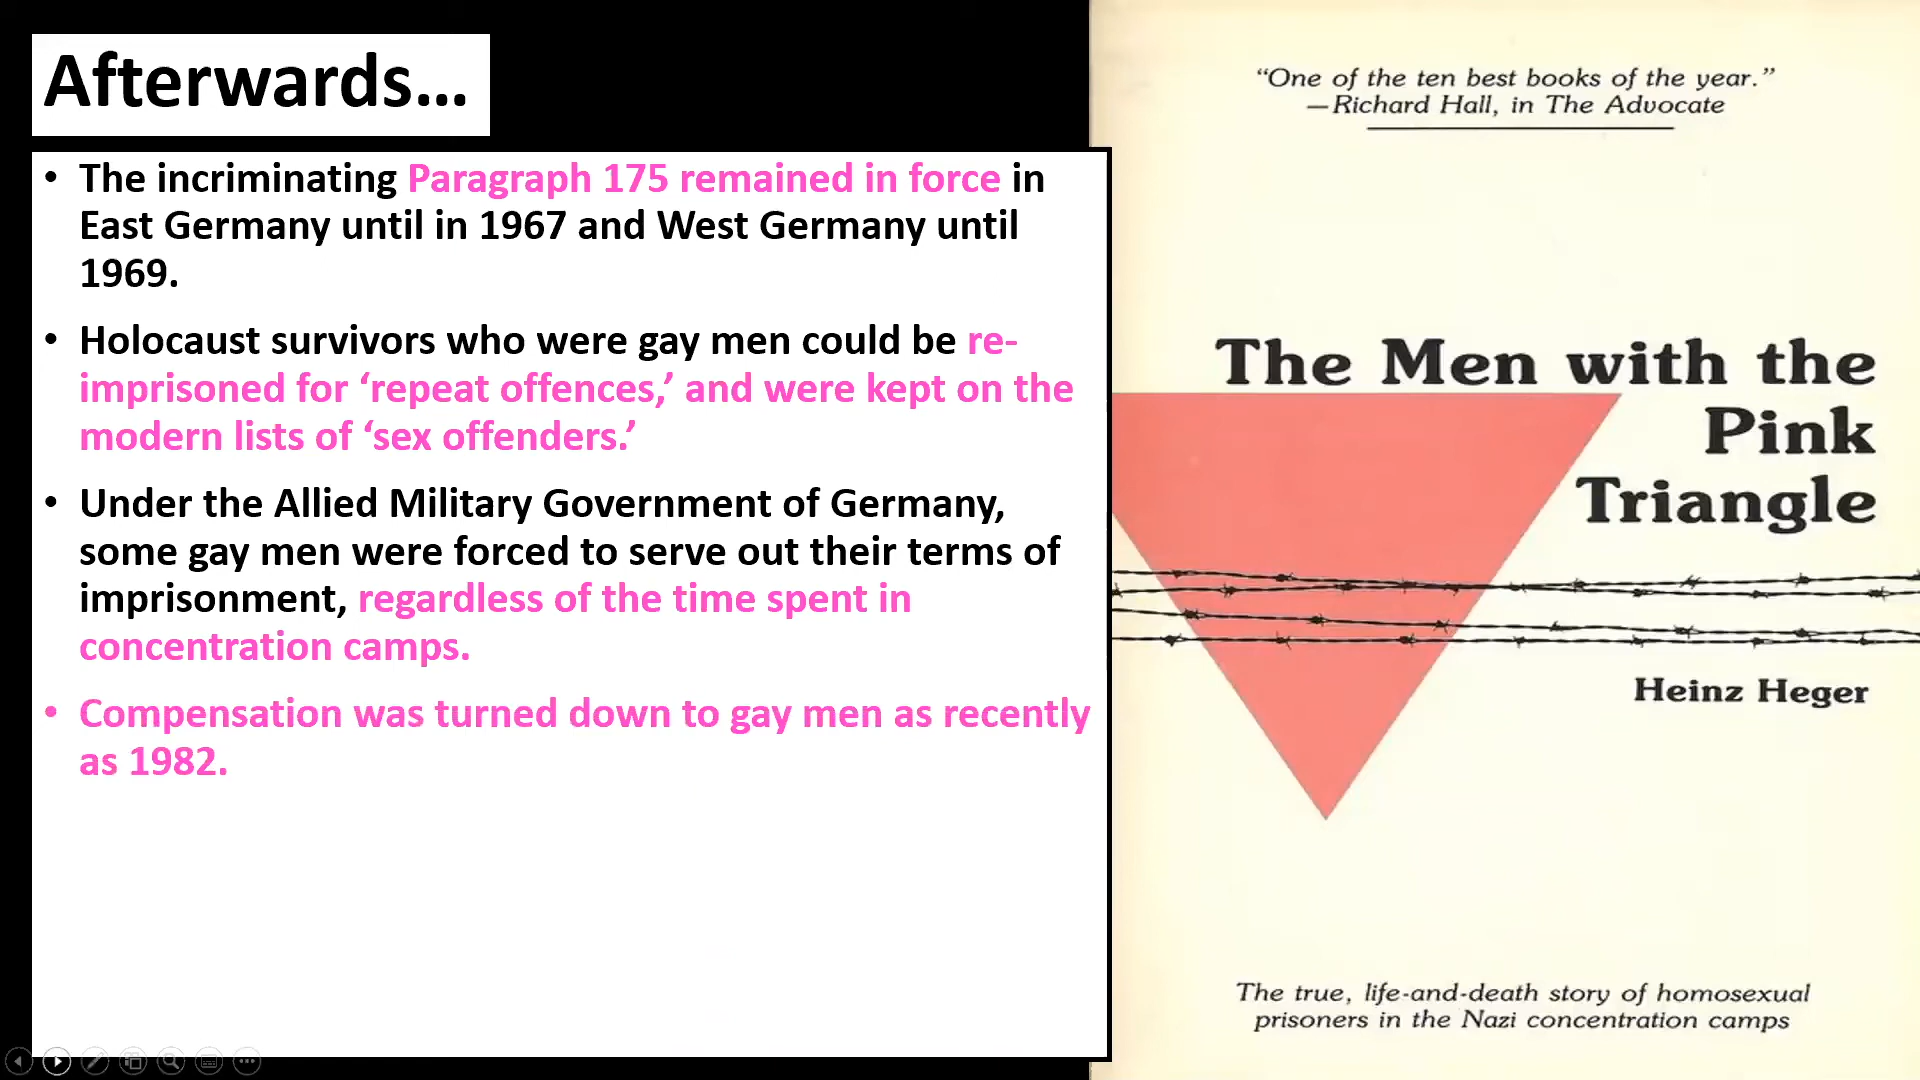 Afterwards...
• The incriminating Paragraph 175 remained in force in
East Germany until in 1967 and West Germany until
1969.
• Holocaust survivors who were gay men could be re-
imprisoned for ‘repeat offences,’ and were kept on the
modern lists of ‘sex offenders.’
• Under the Allied Military Government of Germany,
some gay men were forced to serve out their terms of
imprisonment, regardless of the time spent in
concentration camps.
• Compensation was turned down to gay men as recently
as 1982.
“One of the ten best books of the year.”
—Richard Hall, in The Advocate
The Men with the
Pink
Triangle
Heinz Heger
The true, life-and-death story of homosexual
prisoners in the Nazi concentration camps